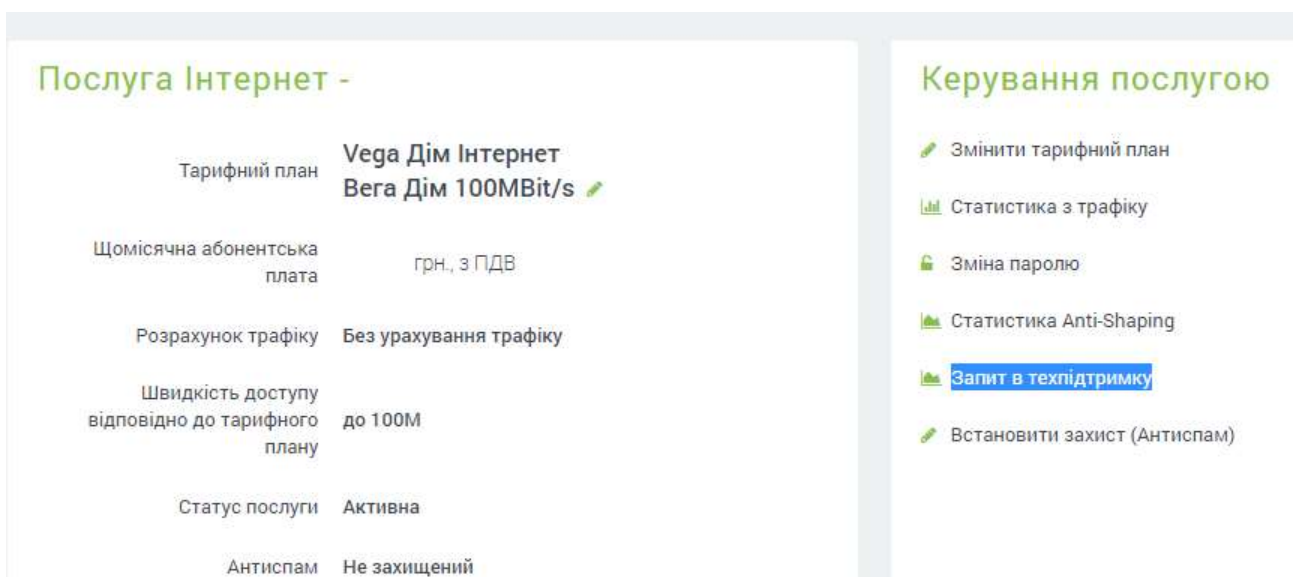 Послуга Інтернет -
Тарифний план
Vega Дім Інтернет
Вега Дім 100MBit/s
Щомісячна абонентська
плата
грн., з ПДВ
Розрахунок трафіку
Без урахування трафіку
Швидкість доступу
відповідно до тарифного
плану
до 100М
Статус послуги
Активна
Антиспам
Не захищений
Керування послугою
Змінити тарифний план
Статистика з трафіку
Зміна паролю
Статистика Anti-Shaping
Запит в техпідтримку
Встановити захист (Антиспам)